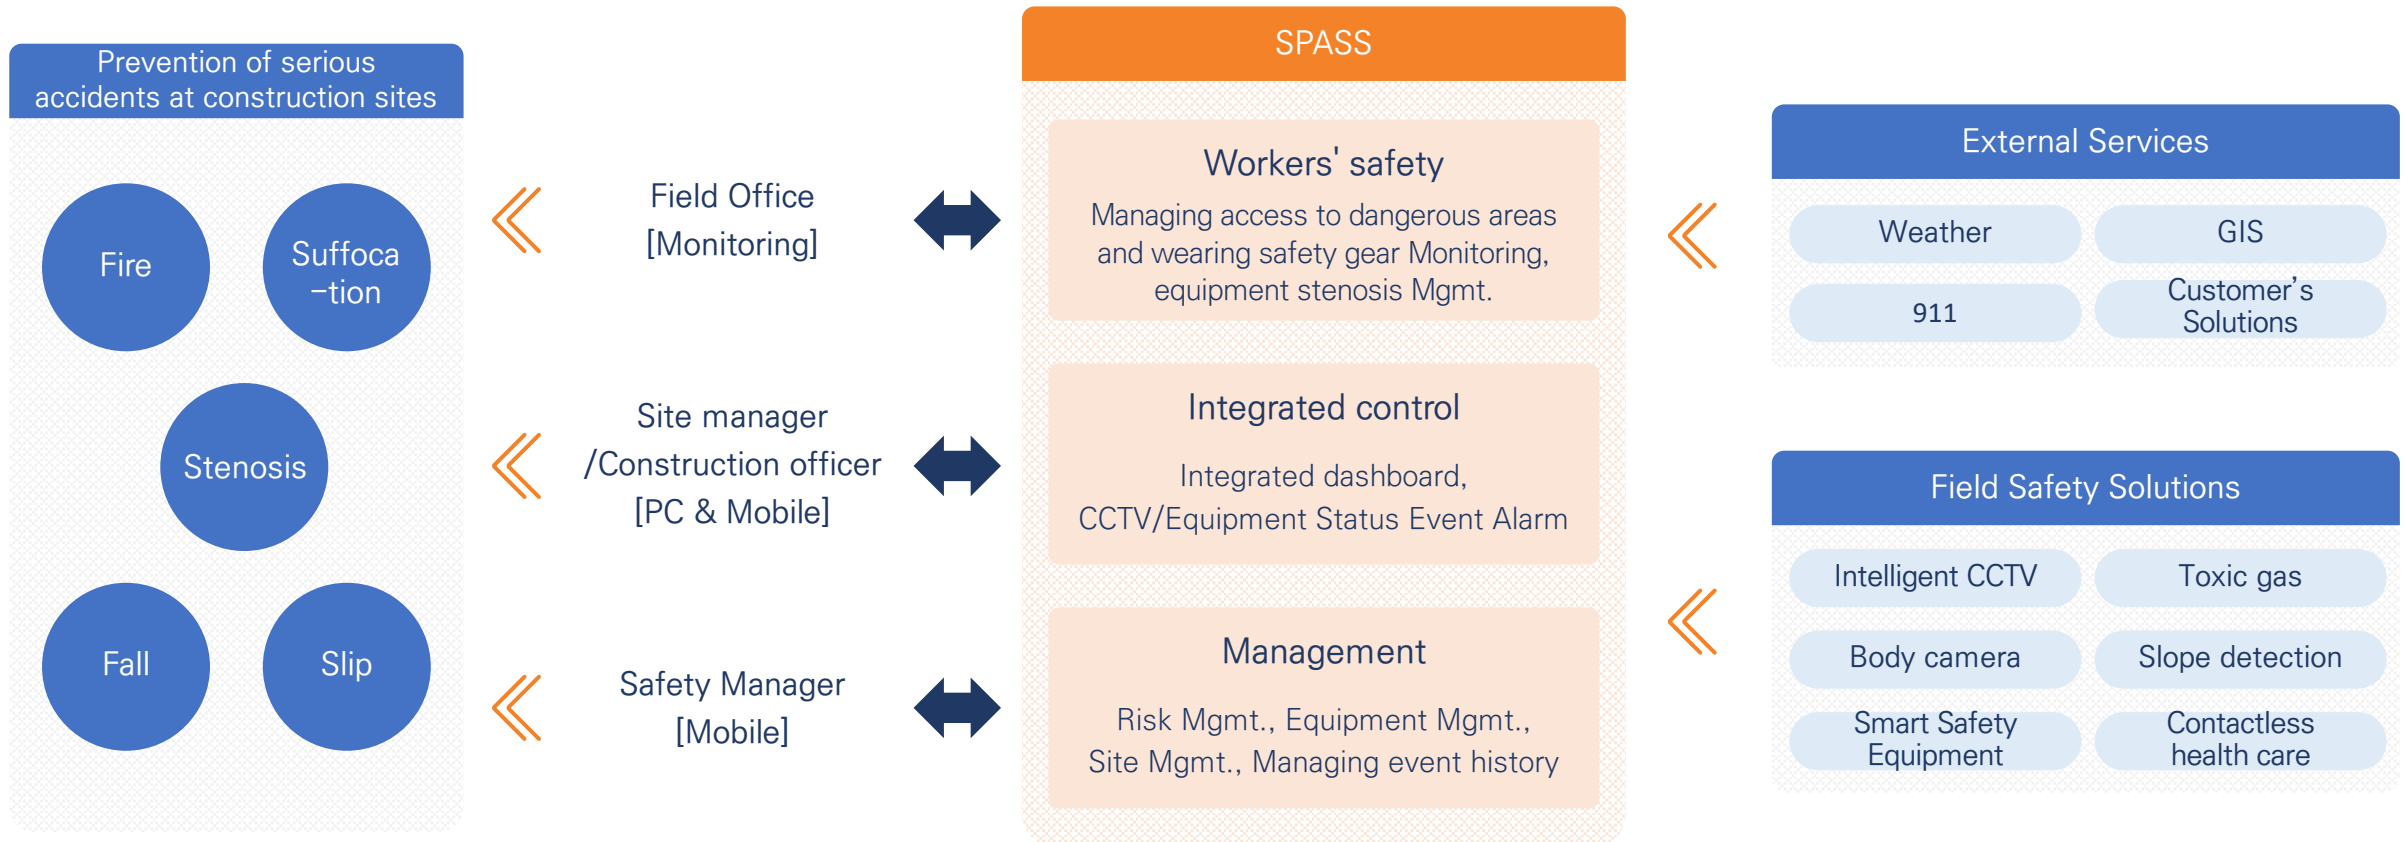 Prevention of serious
accidents at construction sites
Fire
Suffoca
-tion
Stenosis
Fall
Slip
Field Office
[Monitoring]
Site manager
/Construction officer
[PC & Mobile]
Safety Manager
[Mobile]
SPASS
Workers' safety
Managing access to dangerous areas
and wearing safety gear Monitoring,
equipment stenosis Mgmt.
Integrated control
Integrated dashboard,
CCTV/Equipment Status Event Alarm
Management
Risk Mgmt., Equipment Mgmt.,
Site Mgmt., Managing event history
External Services
Weather
GIS
911
Customer's
Solutions
Field Safety Solutions
Intelligent CCTV
Toxic gas
Body camera
Slope detection
Smart Safety
Equipment
Contactless
health care